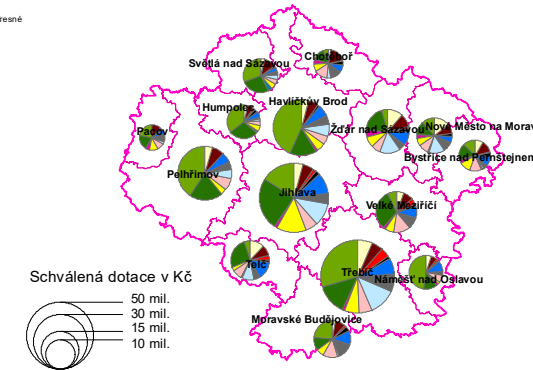 resné
Chotěboř
Světlá nad Sázavou
Havlíčkův Brod
Humpolec
Nové Město na Morav
Žďár nad Sázavou
Pacov
Bystřice nad Pernštejnem
Pelhřimov
Jihlava
Velké Meziříčí
Telč
Třebíč
Náměšť nad Oslavou
Moravské Budějovice
Schválená dotace v Kč
50 mil.
30 mil.
15 mil.
10 mil.